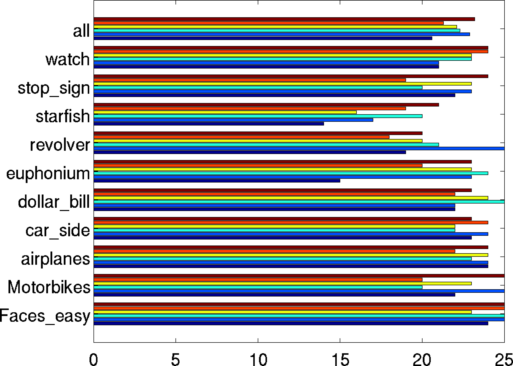 all
watch
stop_sign
starfish
revolver
euphonium
dollar_bill
car_side
airplanes
Motorbikes
Faces_easy
0 5 10 15 20 25